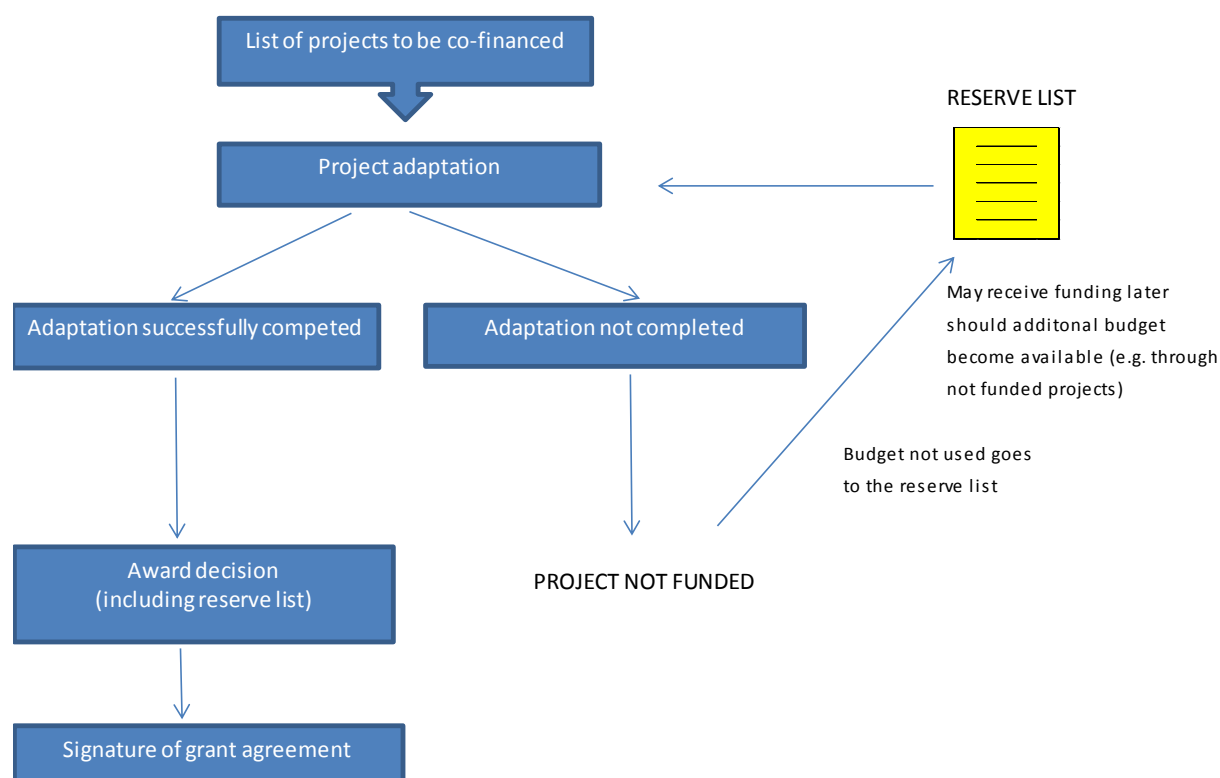 List of projects to be co-financed
RESERVE LIST
Project adaptation
Adaptation successfully competed
Adaptation not completed
May receive funding later
should additonal budget
become available (e.g. through
not funded projects)
Budget not used goes
to the reserve list
Award decision
(including reserve list)
PROJECT NOT FUNDED
Signature of grant agreement